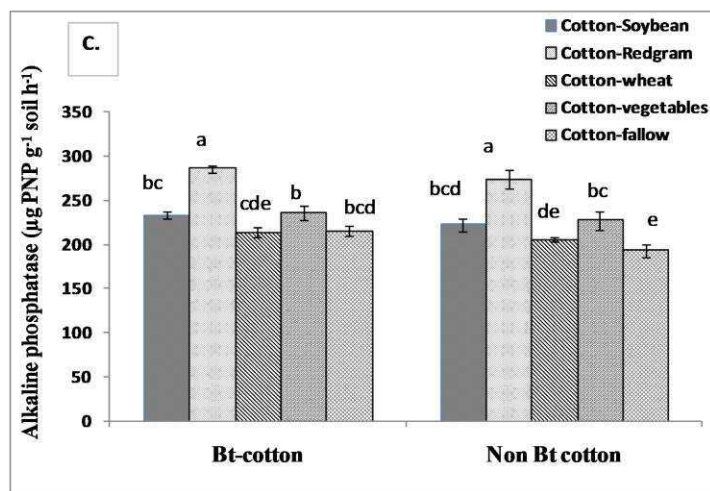 C.
Cotton-Soybean
Cotton-Redgram
Cotton-wheat
Cotton-vegetables
Cotton-fallow
Alkaline phosphatase (µg PNP g⁻¹ soil h⁻¹)
350
300
250
200
150
100
50
0
bc
a
cde
b
bcd
bcd
a
de
bc
e
Bt-cotton
Non Bt cotton